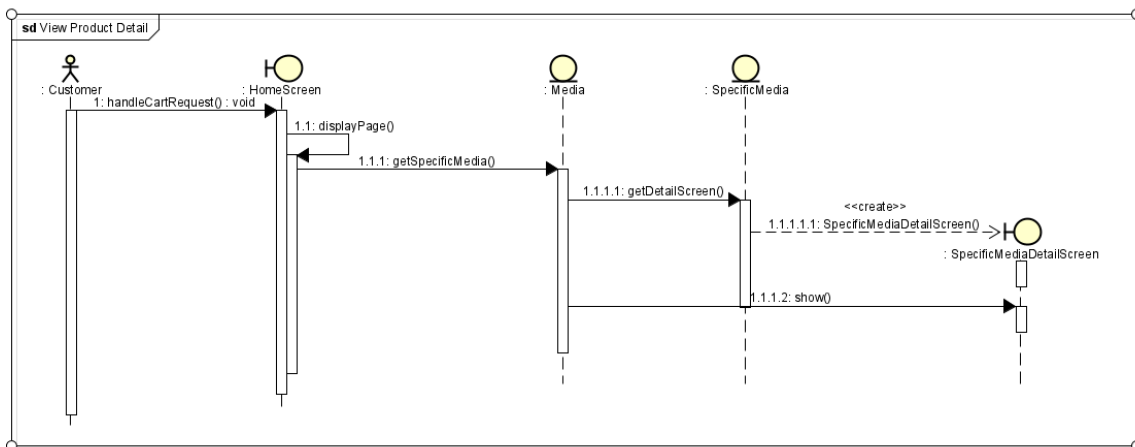 sd View Product Detail
: Customer
: HomeScreen
: Media
: SpecificMedia
1: handleCartRequest() : void
1.1: displayPage()
1.1.1: getSpecificMedia()
1.1.1.1: getDetailScreen()
<<create>>
1.1.1.1.1: SpecificMediaDetailScreen()
: SpecificMediaDetailScreen
1.1.1.2: show()